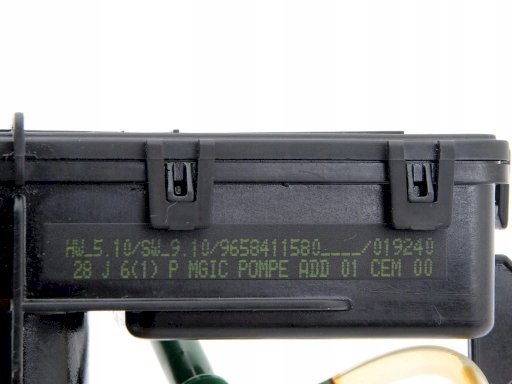 HW_5.10/SW_9.10/9658411580____/019240
28 J 6(1) P MGIC POMPE ADD 01 CEM 00